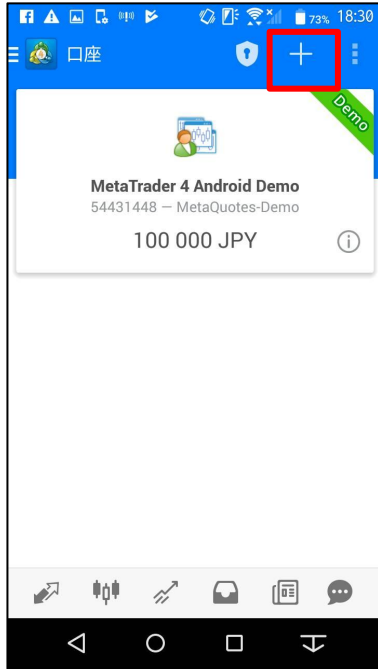 73% 18:30
口座
Demo
MetaTrader 4 Android Demo
54431448 — MetaQuotes-Demo
100 000 JPY